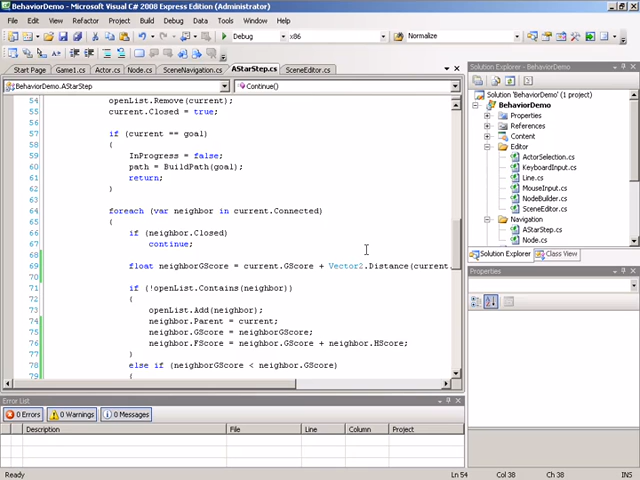 BehaviorDemo - Microsoft Visual C# 2008 Express Edition (Administrator)
File Edit View Refactor Project Build Debug Data Tools Window Help
Debug x86 Normalize
Start Page Game1.cs Actor.cs Node.cs SceneNavigation.cs AStarStep.cs SceneEditor.cs
BehaviorDemo.AStarStep Continue()
54 openList.Remove(current);
55 current.Closed = true;
56
57 if (current == goal)
58 {
59 InProgress = false;
60 path = BuildPath(goal);
61 return;
62 }
63
64 foreach (var neighbor in current.Connected)
65 {
66 if (neighbor.Closed)
67 continue;
68
69 float neighborGScore = current.GScore + Vector2.Distance(current
70
71 if (!openList.Contains(neighbor))
72 {
73 openList.Add(neighbor);
74 neighbor.Parent = current;
75 neighbor.GScore = neighborGScore;
76 neighbor.FScore = neighbor.GScore + neighbor.HScore;
77 }
78 else if (neighborGScore < neighbor.GScore)
79 {
Solution Explorer - BehaviorDemo
Solution 'BehaviorDemo' (1 project)
BehaviorDemo
Properties
References
Content
Editor
ActorSelection.cs
KeyboardInput.cs
Line.cs
MouseInput.cs
NodeBuilder.cs
SceneEditor.cs
Navigation
AStarStep.cs
Node.cs
Solution Explorer Class View
Properties
Error List
0 Errors 0 Warnings 0 Messages
Description File Line Column Project
Ready Ln 54 Col 38 Ch 38 INS